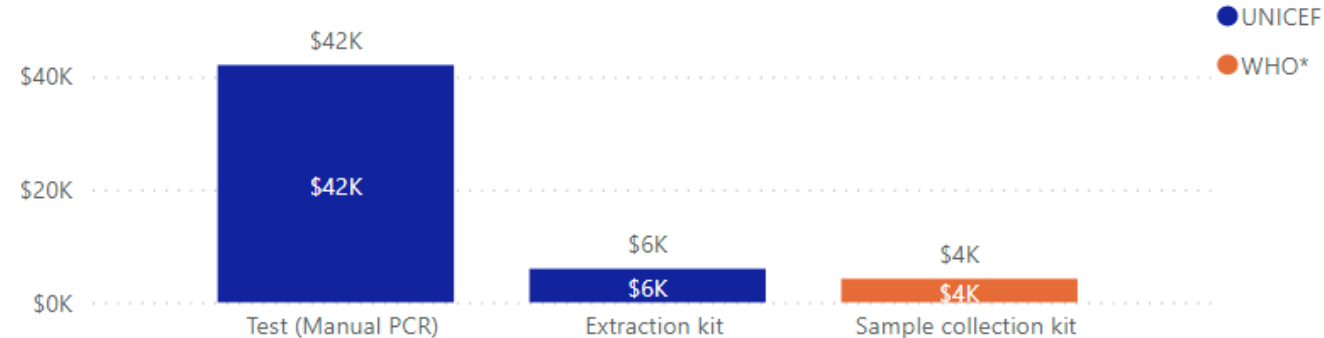 UNICEF
WHO*
$42K
$40K
$42K
$20K
$6K
$4K
$6K
$4K
$0K
Test (Manual PCR)
Extraction kit
Sample collection kit